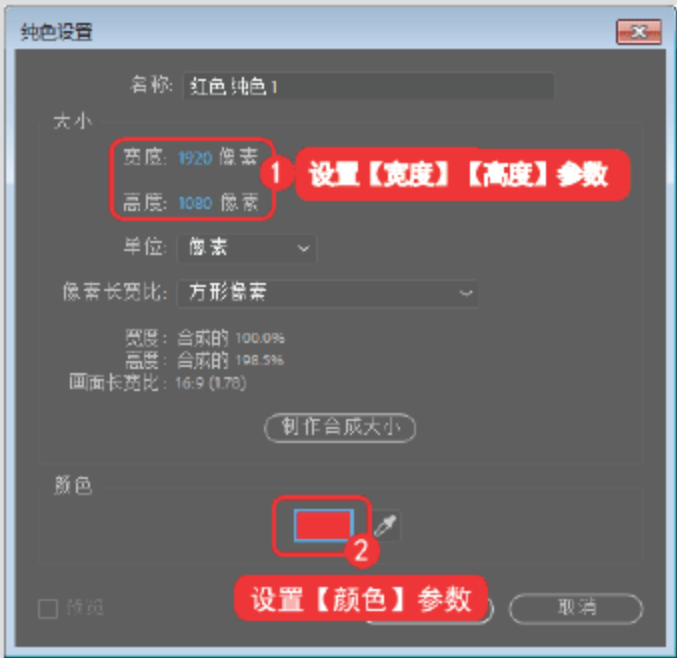 纯色设置
名称: 红色 纯色 1
大小
宽度: 1920 像素
1 设置【宽度】【高度】参数
高度: 1080 像素
单位: 像素
像素长宽比: 方形像素
宽度: 合成的 100.0%
高度: 合成的 198.5%
画面长宽比: 16:9 (1.78)
制作合成大小
颜色
2
设置【颜色】参数
预览
取消